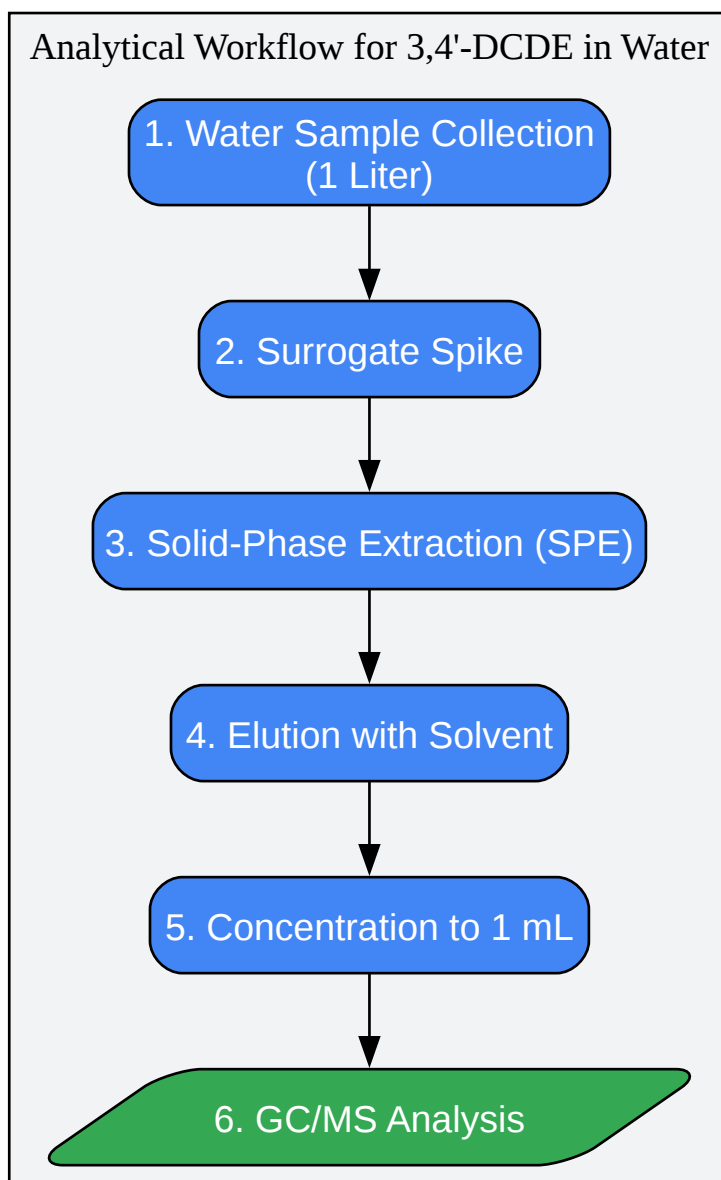 Analytical Workflow for 3,4'-DCDE in Water
1. Water Sample Collection
(1 Liter)
2. Surrogate Spike
3. Solid-Phase Extraction (SPE)
4. Elution with Solvent
5. Concentration to 1 mL
6. GC/MS Analysis